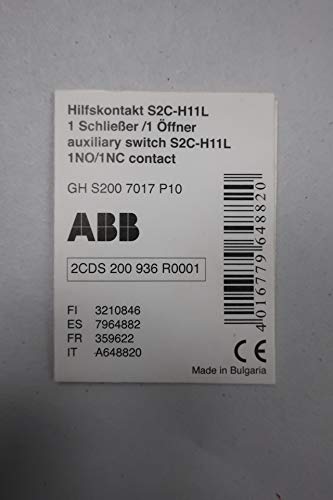 Hilfskontakt S2C-H11L
1 Schließer /1 Öffner
auxiliary switch S2C-H11L
1NO/1NC contact
GH S200 7017 P10
ABB
2CDS 200 936 R0001
FI 3210846
ES 7964882
FR 359622
IT A648820
4016779648820
CE
Made in Bulgaria